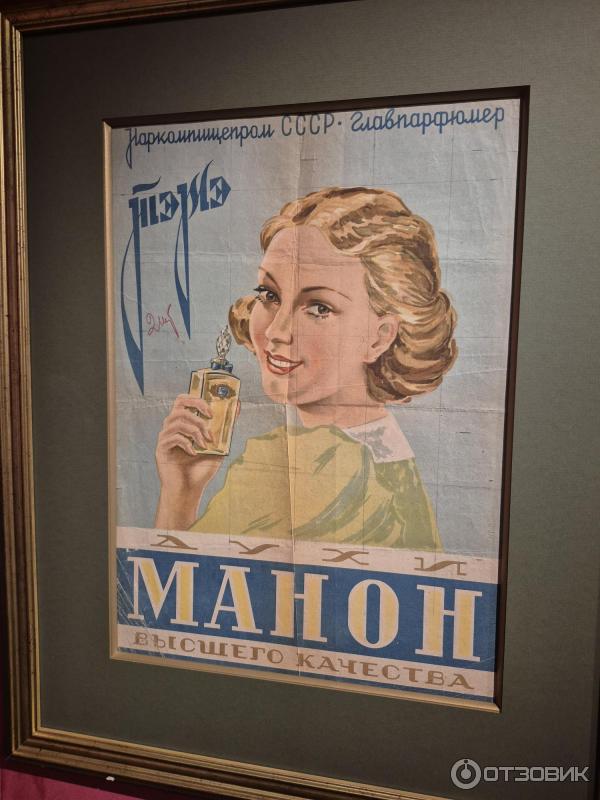 Наркомпищепром СССР · Главпарфюмер
ТЭЖЭ
ДУХИ
МАНОН
ВЫСШЕГО КАЧЕСТВА
ОТЗОВИК